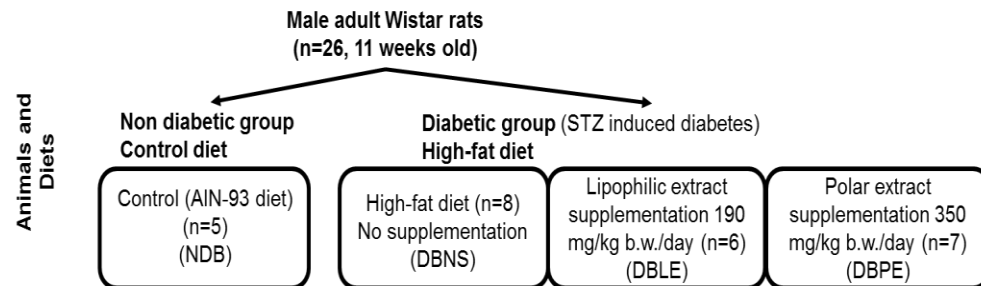 Male adult Wistar rats
(n=26, 11 weeks old)
Animals and
Diets
Non diabetic group
Control diet
Diabetic group (STZ induced diabetes)
High-fat diet
Control (AIN-93 diet)
(n=5)
(NDB)
High-fat diet (n=8)
No supplementation
(DBNS)
Lipophilic extract
supplementation 190
mg/kg b.w./day (n=6)
(DBLE)
Polar extract
supplementation 350
mg/kg b.w./day (n=7)
(DBPE)